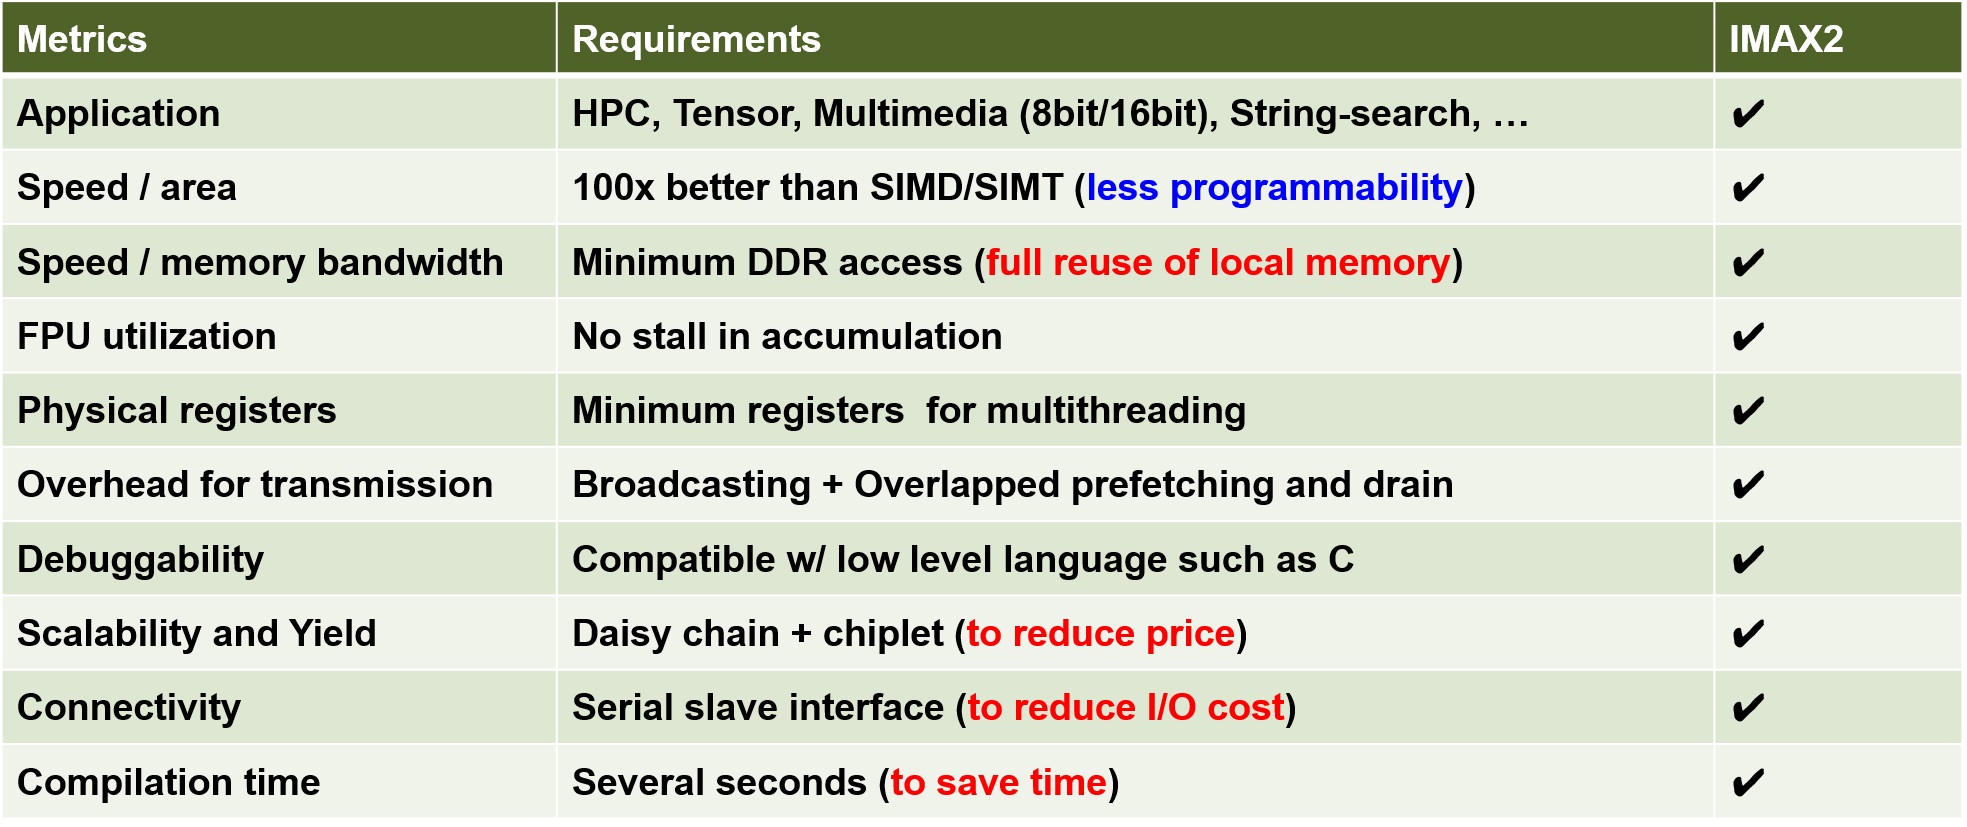 Metrics Requirements IMAX2
Application HPC, Tensor, Multimedia (8bit/16bit), String-search, … ✔
Speed / area 100x better than SIMD/SIMT (less programmability) ✔
Speed / memory bandwidth Minimum DDR access (full reuse of local memory) ✔
FPU utilization No stall in accumulation ✔
Physical registers Minimum registers  for multithreading ✔
Overhead for transmission Broadcasting + Overlapped prefetching and drain ✔
Debuggability Compatible w/ low level language such as C ✔
Scalability and Yield Daisy chain + chiplet (to reduce price) ✔
Connectivity Serial slave interface (to reduce I/O cost) ✔
Compilation time Several seconds (to save time) ✔